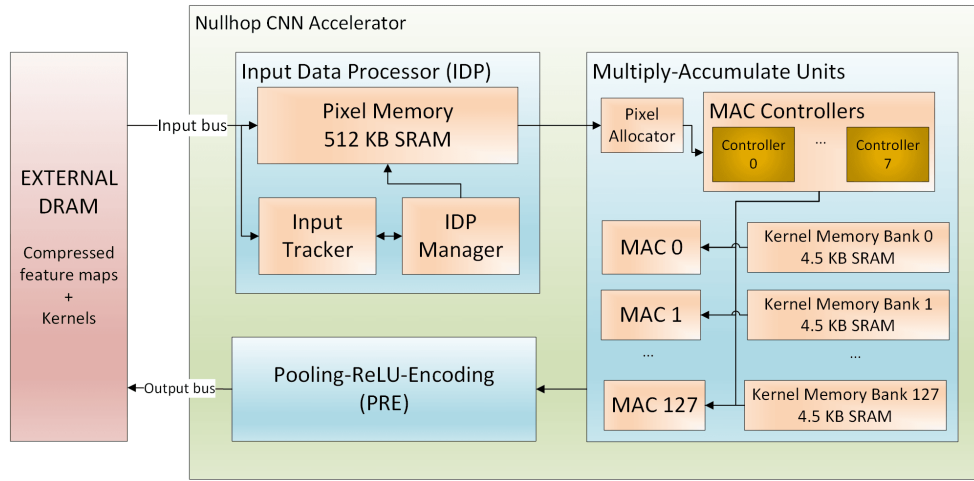 Nullhop CNN Accelerator
EXTERNAL
DRAM
Compressed
feature maps
+
Kernels
Input bus
Output bus
Input Data Processor (IDP)
Pixel Memory
512 KB SRAM
Input
Tracker
IDP
Manager
Pooling-ReLU-Encoding
(PRE)
Multiply-Accumulate Units
Pixel
Allocator
MAC Controllers
Controller
0
...
Controller
7
MAC 0
Kernel Memory Bank 0
4.5 KB SRAM
MAC 1
Kernel Memory Bank 1
4.5 KB SRAM
...
...
MAC 127
Kernel Memory Bank 127
4.5 KB SRAM